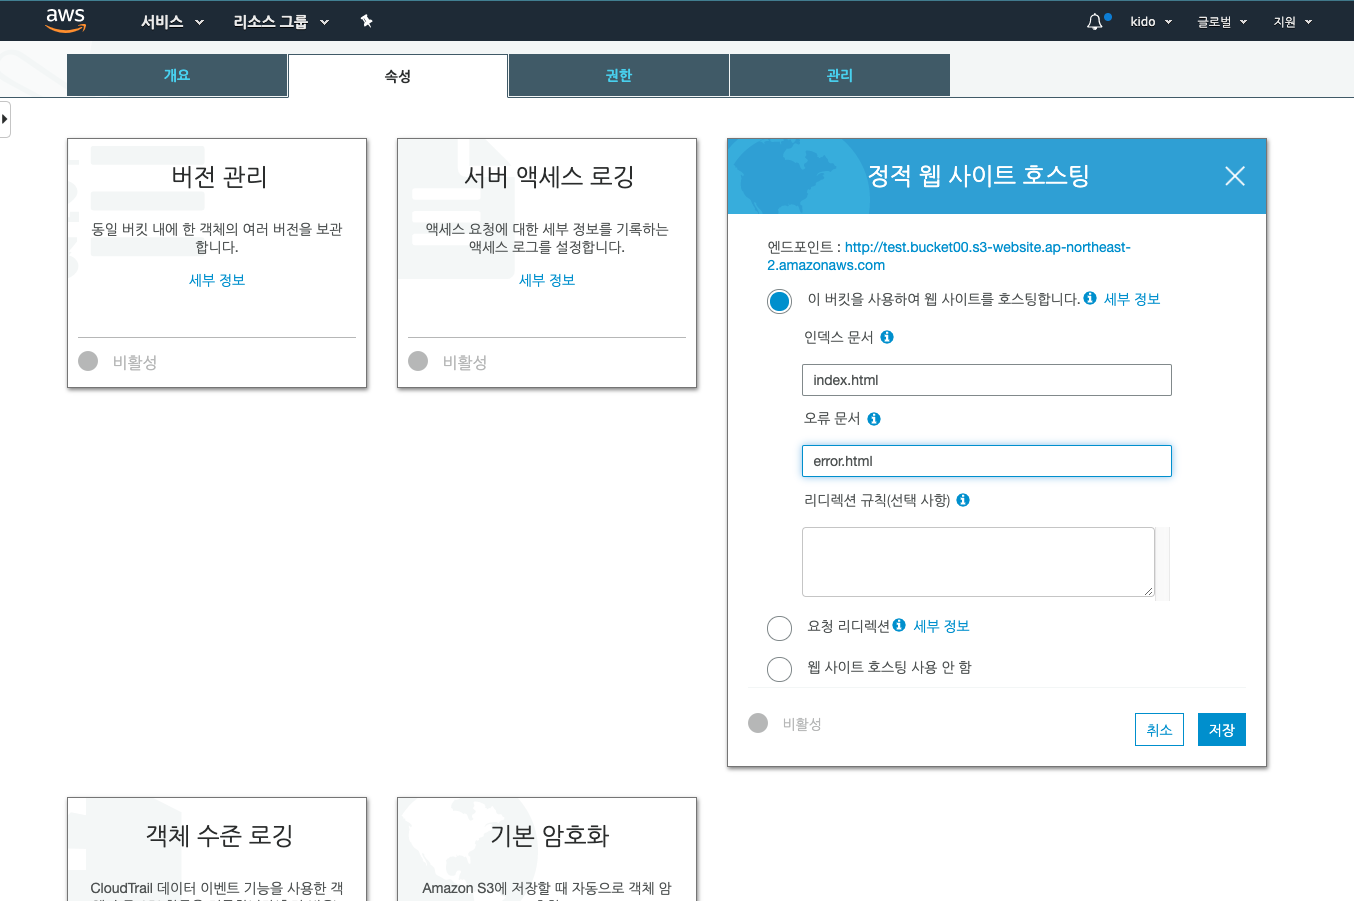 aws 서비스 리소스 그룹 kido 글로벌 지원
개요 속성 권한 관리
버전 관리
동일 버킷 내에 한 객체의 여러 버전을 보관
합니다.
세부 정보
비활성
서버 액세스 로깅
액세스 요청에 대한 세부 정보를 기록하는
액세스 로그를 설정합니다.
세부 정보
비활성
정적 웹 사이트 호스팅
엔드포인트 : http://test.bucket00.s3-website.ap-northeast-
2.amazonaws.com
이 버킷을 사용하여 웹 사이트를 호스팅합니다. 세부 정보
인덱스 문서
index.html
오류 문서
error.html
리디렉션 규칙(선택 사항)
요청 리디렉션 세부 정보
웹 사이트 호스팅 사용 안 함
비활성
취소 저장
객체 수준 로깅
CloudTrail 데이터 이벤트 기능을 사용한 객
기본 암호화
Amazon S3에 저장할 때 자동으로 객체 암